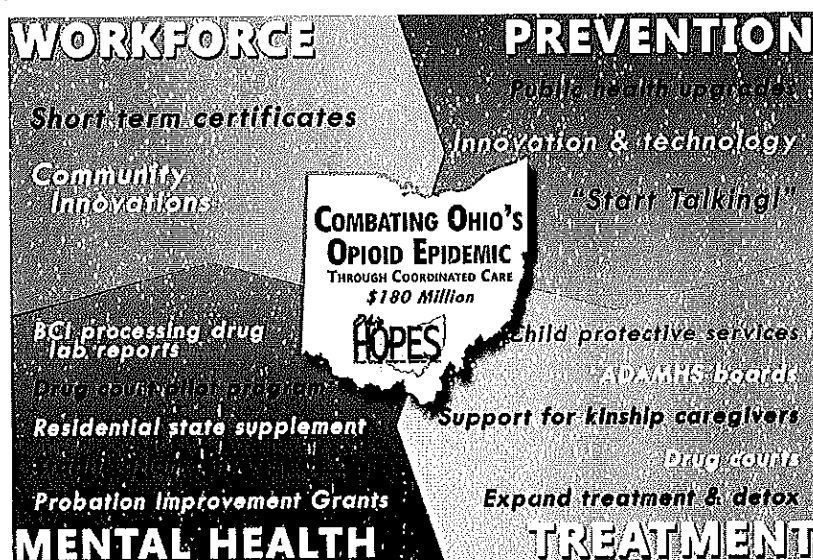 WORKFORCE
Short term certificates
Community
Innovations
PREVENTION
Public health upgrades
Innovation & technology
"Start Talking!"
COMBATING OHIO'S
OPIOID EPIDEMIC
THROUGH COORDINATED CARE
$180 Million
HOPES
BCI processing drug
lab reports
Drug court pilot program
Residential state supplement
Probation Improvement Grants
MENTAL HEALTH
Child protective services
ADAMHS boards
Support for kinship caregivers
Drug courts
Expand treatment & detox
TREATMENT